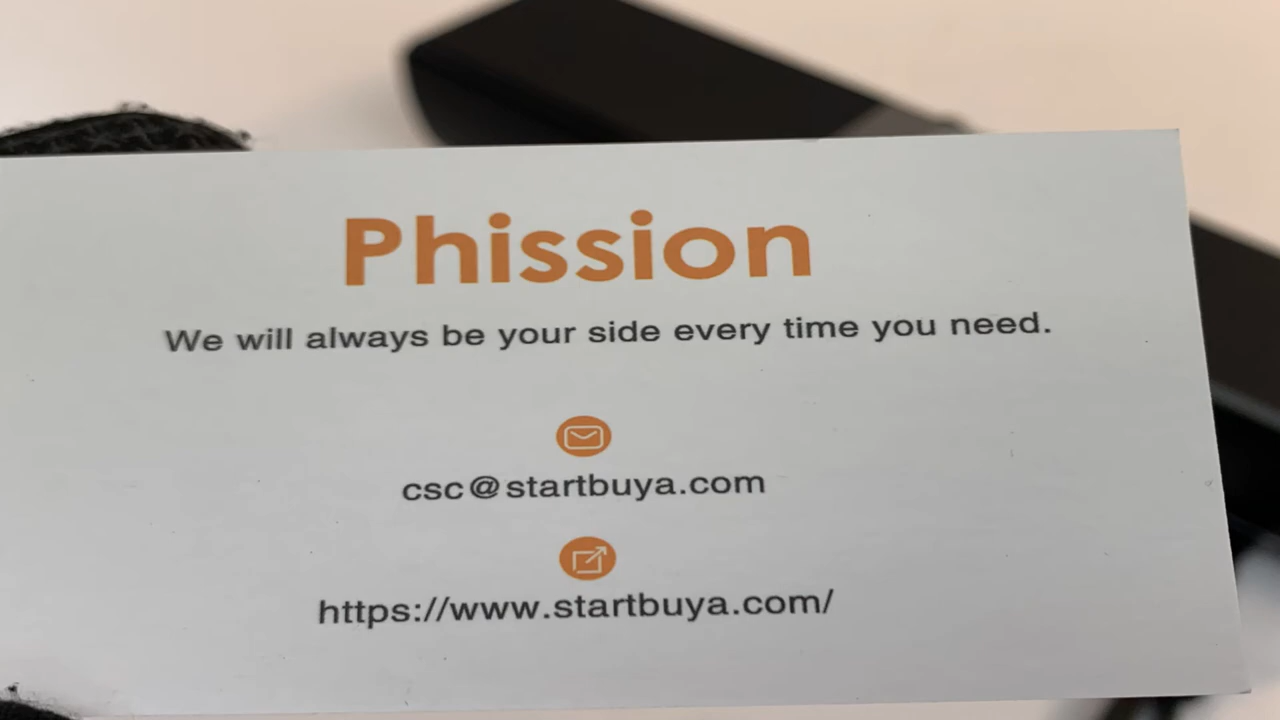 Phission
We will always be your side every time you need.
csc@startbuya.com
https://www.startbuya.com/